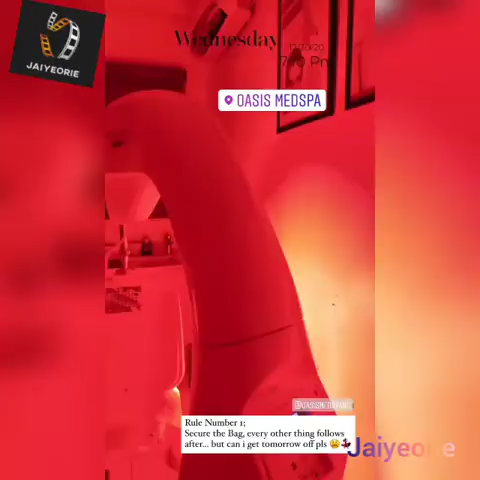 JAIYEORIE
Wednesday
OASIS MEDSPA
Rule Number 1;
Secure the Bag, every other thing follows
after... but can i get tomorrow off pls 😩💃🏿
Jaiyeorie